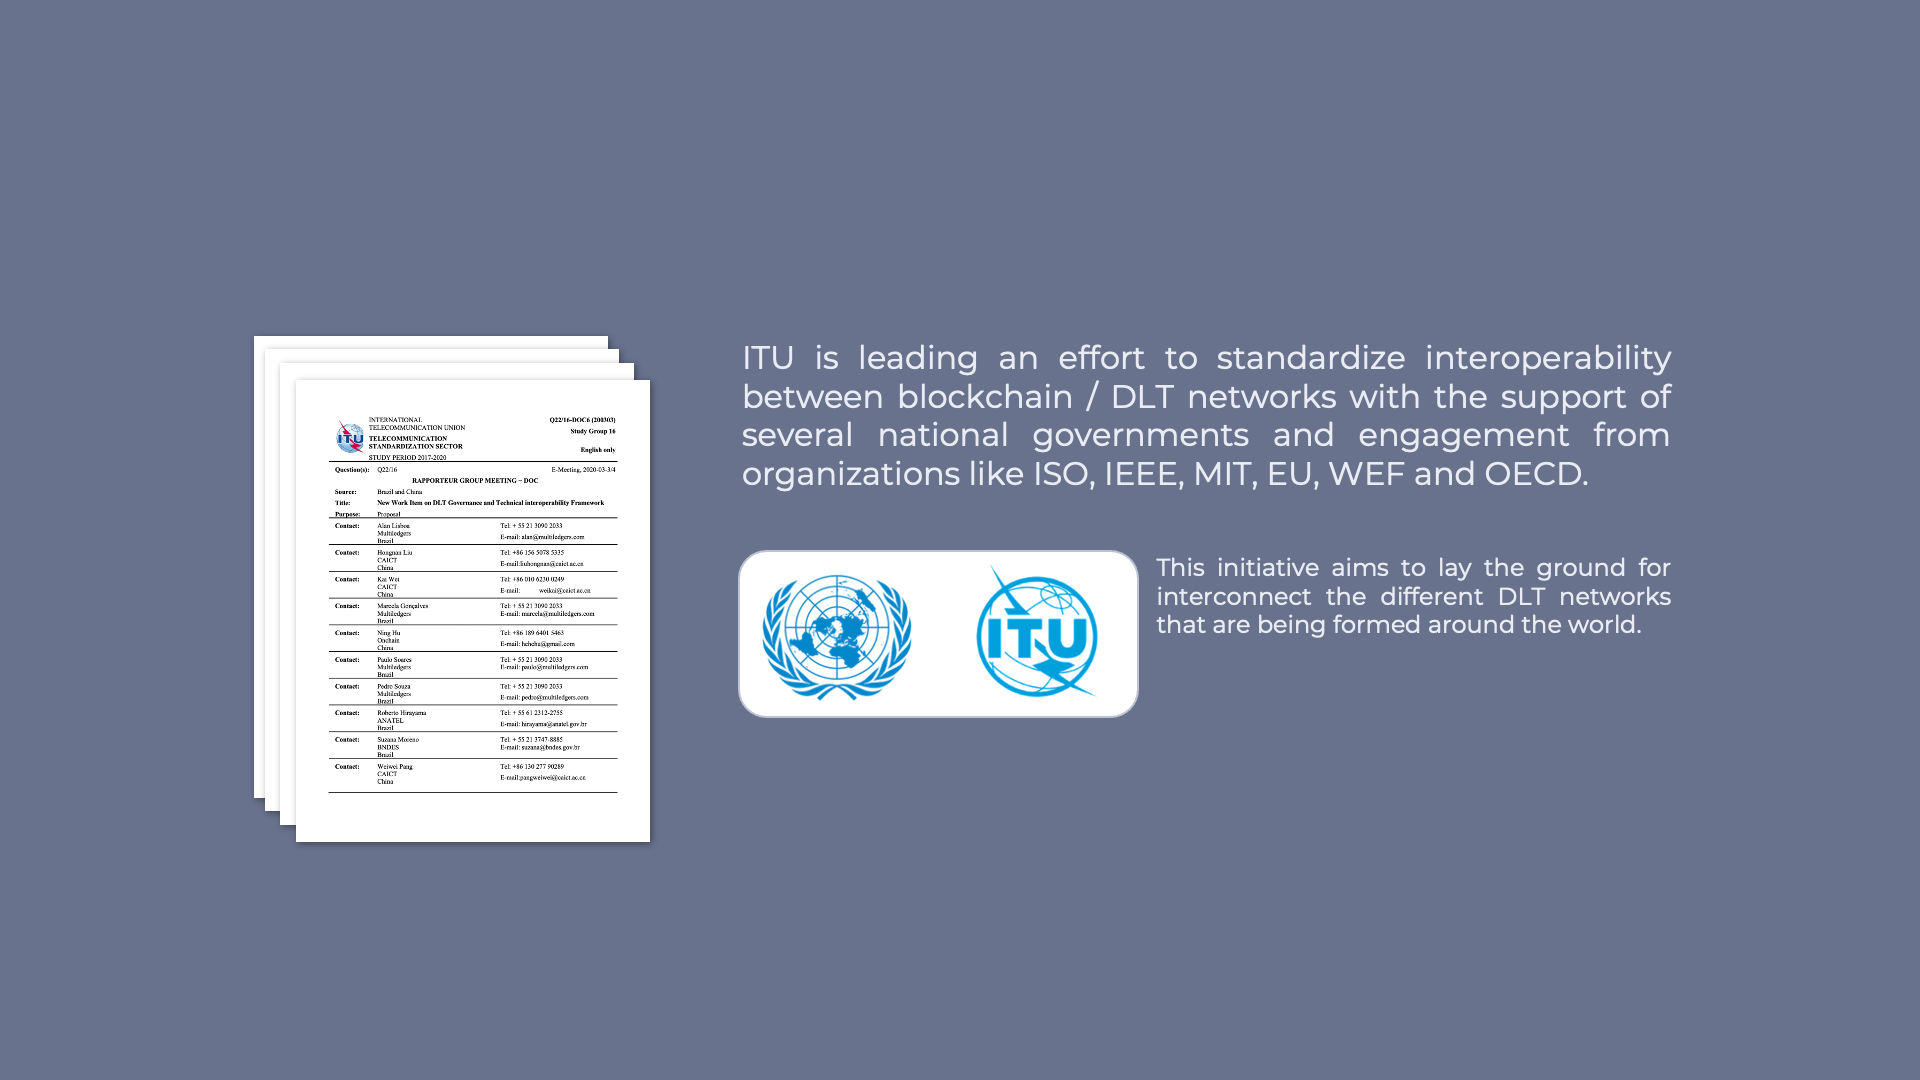 INTERNATIONAL
TELECOMMUNICATION UNION
TELECOMMUNICATION
STANDARDIZATION SECTOR
STUDY PERIOD 2017-2020
Q22/16-DOC6 (200303)
Study Group 16
English only
ITU
Question(s): Q22/16 E-Meeting, 2020-03-3/4
RAPPORTEUR GROUP MEETING – DOC
Source: Brazil and China
Title: New Work Item on DLT Governance and Technical interoperability Framework
Purpose: Proposal
Contact: Alan Lisboa Tel: + 55 21 3090 2033
Multiledgers E-mail: alan@multiledgers.com
Brazil
Contact: Hongnan Liu Tel: +86 156 5078 5335
CAICT E-mail:liuhongnan@caict.ac.cn
China
Contact: Kai Wei Tel: +86 010 6230 0249
CAICT E-mail: weikai@caict.ac.cn
China
Contact: Marcela Gonçalves Tel: + 55 21 3090 2033
Multiledgers E-mail: marcela@multiledgers.com
Brazil
Contact: Ning Hu Tel: +86 189 6401 5463
Onchain E-mail: hehehu@gmail.com
China
Contact: Paulo Soares Tel: + 55 21 3090 2033
Multiledgers E-mail: paulo@multiledgers.com
Brazil
Contact: Pedro Souza Tel: + 55 21 3090 2033
Multiledgers E-mail: pedro@multiledgers.com
Brazil
Contact: Roberto Hirayama Tel: + 55 61 2312-2755
ANATEL E-mail: hirayama@anatel.gov.br
Brazil
Contact: Suzana Moreno Tel: + 55 21 3747-8885
BNDES E-mail: suzana@bndes.gov.br
Brazil
Contact: Weiwei Pang Tel: +86 130 277 90289
CAICT E-mail:pangweiwei@caict.ac.cn
China
ITU is leading an effort to standardize interoperability
between blockchain / DLT networks with the support of
several national governments and engagement from
organizations like ISO, IEEE, MIT, EU, WEF and OECD.
ITU
This initiative aims to lay the ground for
interconnect the different DLT networks
that are being formed around the world.